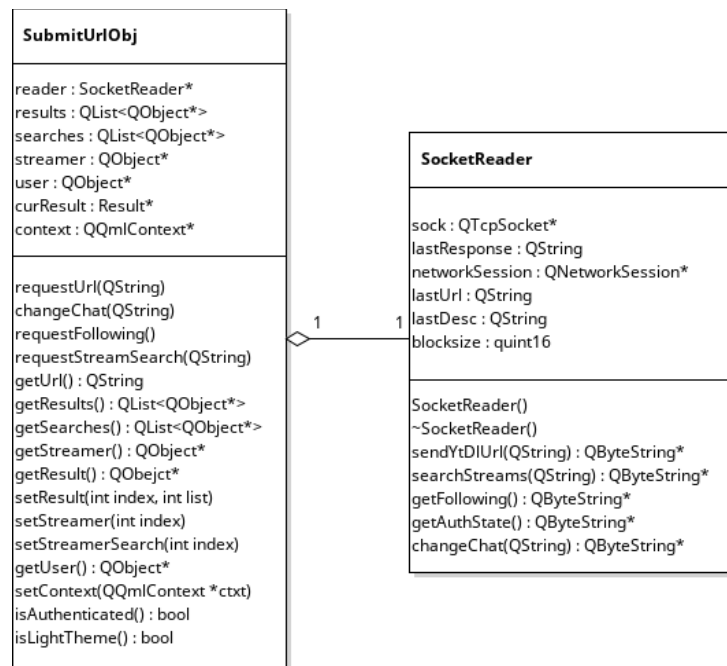 SubmitUrlObj
reader : SocketReader*
results : QList<QObject*>
searches : QList<QObject*>
streamer : QObject*
user : QObject*
curResult : Result*
context : QQmlContext*
requestUrl(QString)
changeChat(QString)
requestFollowing()
requestStreamSearch(QString)
getUrl() : QString
getResults() : QList<QObject*>
getSearches() : QList<QObject*>
getStreamer() : QObject*
getResult() : QObejct*
setResult(int index, int list)
setStreamer(int index)
setStreamerSearch(int index)
getUser() : QObject*
setContext(QQmlContext *ctxt)
isAuthenticated() : bool
isLightTheme() : bool
1
1
SocketReader
sock : QTcpSocket*
lastResponse : QString
networkSession : QNetworkSession*
lastUrl : QString
lastDesc : QString
blocksize : quint16
SocketReader()
~SocketReader()
sendYtDlUrl(QString) : QByteString*
searchStreams(QString) : QByteString*
getFollowing() : QByteString*
getAuthState() : QByteString*
changeChat(QString) : QByteString*